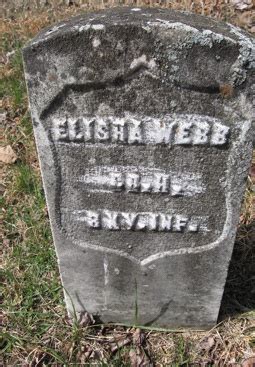 ELISHA WEBB
CO. H.
8 N.Y. INF.